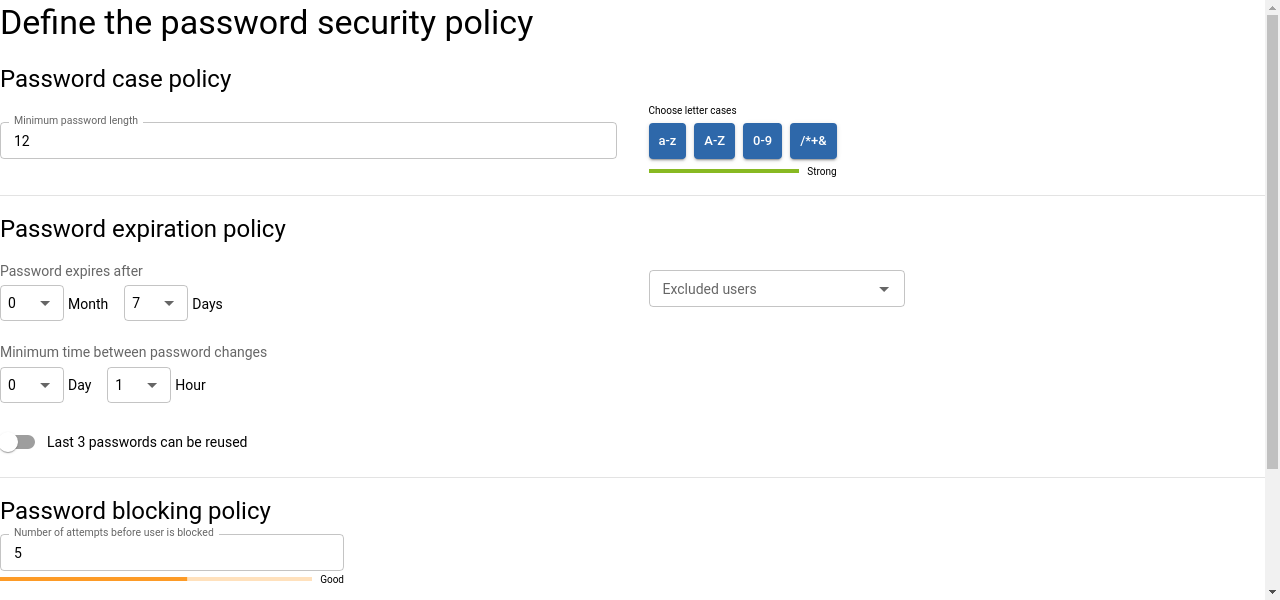 Define the password security policy
Password case policy
Minimum password length
12
Choose letter cases
a-z A-Z 0-9 /*+&
Strong
Password expiration policy
Password expires after
0 Month 7 Days
Excluded users
Minimum time between password changes
0 Day 1 Hour
Last 3 passwords can be reused
Password blocking policy
Number of attempts before user is blocked
5
Good